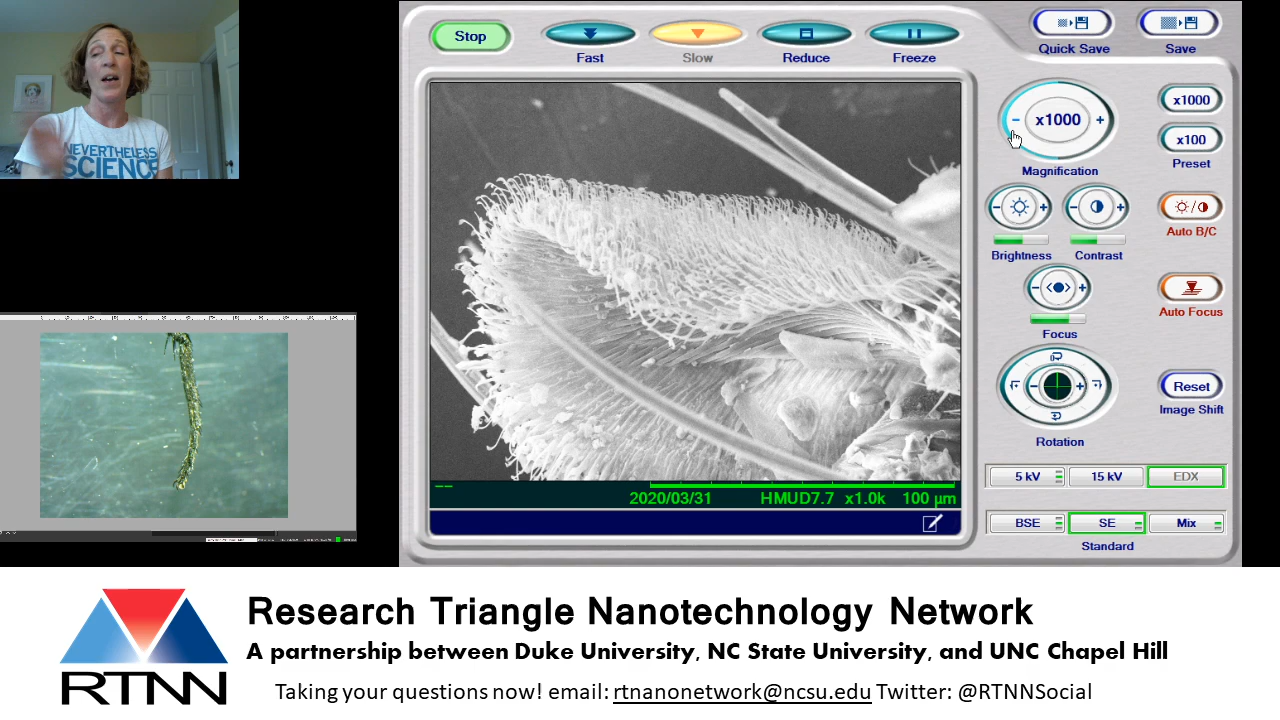 NEVERTHELESS
SCIENCE
Stop
Fast
Slow
Reduce
Freeze
Quick Save
Save
- x1000 +
Magnification
x1000
x100
Preset
- +
Brightness
- +
Contrast
Auto B/C
- +
Focus
Auto Focus
- +
Rotation
Reset
Image Shift
5 kV
15 kV
EDX
BSE
SE
Mix
Standard
--
2020/03/31 HMUD7.7 x1.0k 100 µm
RTNN
Research Triangle Nanotechnology Network
A partnership between Duke University, NC State University, and UNC Chapel Hill
Taking your questions now! email: rtnanonetwork@ncsu.edu Twitter: @RTNNSocial